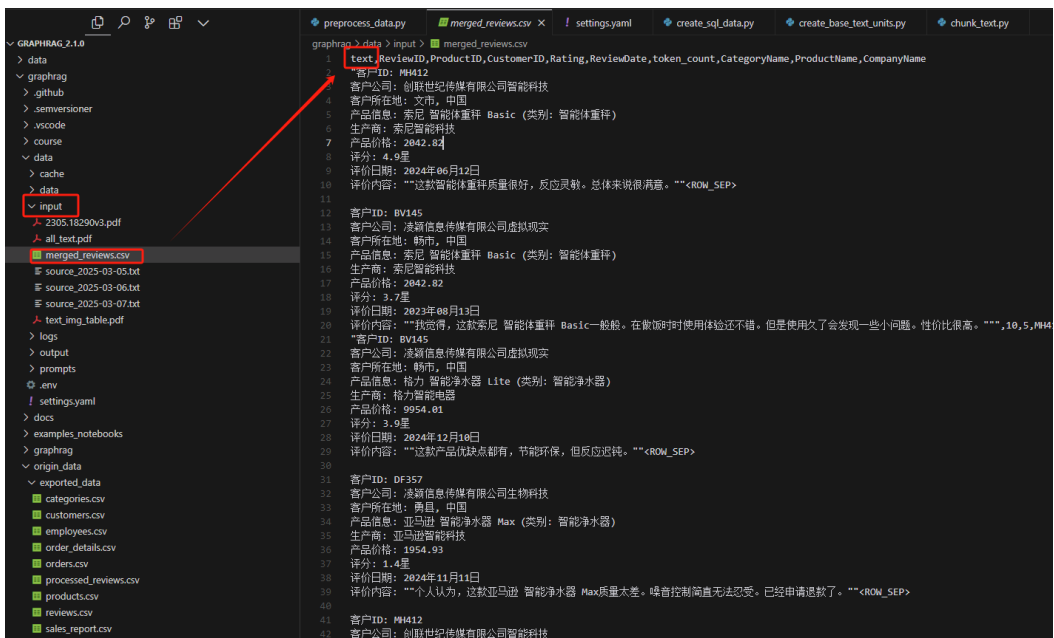 preprocess_data.py
merged_reviews.csv
settings.yaml
create_sql_data.py
create_base_text_units.py
chunk_text.py
GRAPHRAG_2.1.0
data
graphrag
.github
.semversioner
.vscode
course
data
cache
data
input
2305.18290v3.pdf
all_text.pdf
merged_reviews.csv
source_2025-03-05.txt
source_2025-03-06.txt
source_2025-03-07.txt
text_img_table.pdf
logs
output
prompts
.env
settings.yaml
docs
examples_notebooks
graphrag
origin_data
exported_data
categories.csv
customers.csv
employees.csv
order_details.csv
orders.csv
processed_reviews.csv
products.csv
reviews.csv
sales_report.csv
graphrag > data > input > merged_reviews.csv
1 text,ReviewID,ProductID,CustomerID,Rating,ReviewDate,token_count,CategoryName,ProductName,CompanyName
2 "客户ID: MH412
3 客户公司: 创联世纪传媒有限公司智能科技
4 客户所在地: 文市, 中国
5 产品信息: 索尼 智能体重秤 Basic (类别: 智能体重秤)
6 生产商: 索尼智能科技
7 产品价格: 2042.82
8 评分: 4.9星
9 评价日期: 2024年06月12日
10 评价内容: ""这款智能体重秤质量很好，反应灵敏。总体来说很满意。""<ROW_SEP>
11
12 客户ID: BV145
13 客户公司: 凌颖信息传媒有限公司虚拟现实
14 客户所在地: 畅市, 中国
15 产品信息: 索尼 智能体重秤 Basic (类别: 智能体重秤)
16 生产商: 索尼智能科技
17 产品价格: 2042.82
18 评分: 3.7星
19 评价日期: 2023年08月13日
20 评价内容: ""我觉得，这款索尼 智能体重秤 Basic一般般。在做饭时时使用体验还不错。但是使用久了会发现一些小问题。性价比很高。""",10,5,MH41
21 "客户ID: BV145
22 客户公司: 凌颖信息传媒有限公司虚拟现实
23 客户所在地: 畅市, 中国
24 产品信息: 格力 智能净水器 Lite (类别: 智能净水器)
25 生产商: 格力智能电器
26 产品价格: 9954.01
27 评分: 3.9星
28 评价日期: 2024年12月10日
29 评价内容: ""这款产品优缺点都有，节能环保，但反应迟钝。""<ROW_SEP>
30
31 客户ID: DF357
32 客户公司: 凌颖信息传媒有限公司生物科技
33 客户所在地: 勇县, 中国
34 产品信息: 亚马逊 智能净水器 Max (类别: 智能净水器)
35 生产商: 亚马逊智能科技
36 产品价格: 1954.93
37 评分: 1.4星
38 评价日期: 2024年11月11日
39 评价内容: ""个人认为，这款亚马逊 智能净水器 Max质量太差。噪音控制简直无法忍受。已经申请退款了。""<ROW_SEP>
40
41 客户ID: MH412
42 客户公司: 创联世纪传媒有限公司智能科技